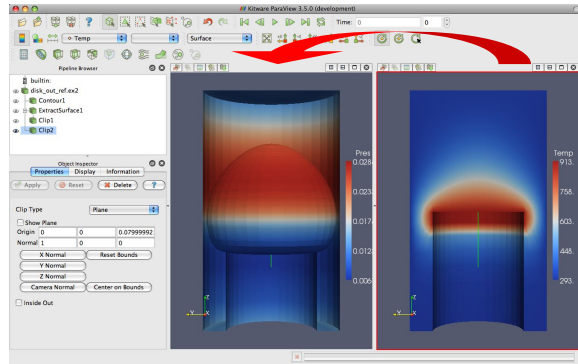 Kitware ParaView 3.5.0 (development)
Time: 0
0
Temp
Surface
Pipeline Browser
builtin:
disk_out_ref.ex2
Contour1
ExtractSurface1
Clip1
Clip2
Object Inspector
Properties Display Information
Apply Reset Delete ?
Clip Type Plane
Show Plane
Origin 0 0 0.07999992
Normal 1 0 0
X Normal Reset Bounds
Y Normal
Z Normal
Camera Normal Center on Bounds
Inside Out
Pres
0.028
0.023
0.017
0.012
0.006
Z
Y X
Temp
913.
758.
603.
448.
293.
Z
Y X